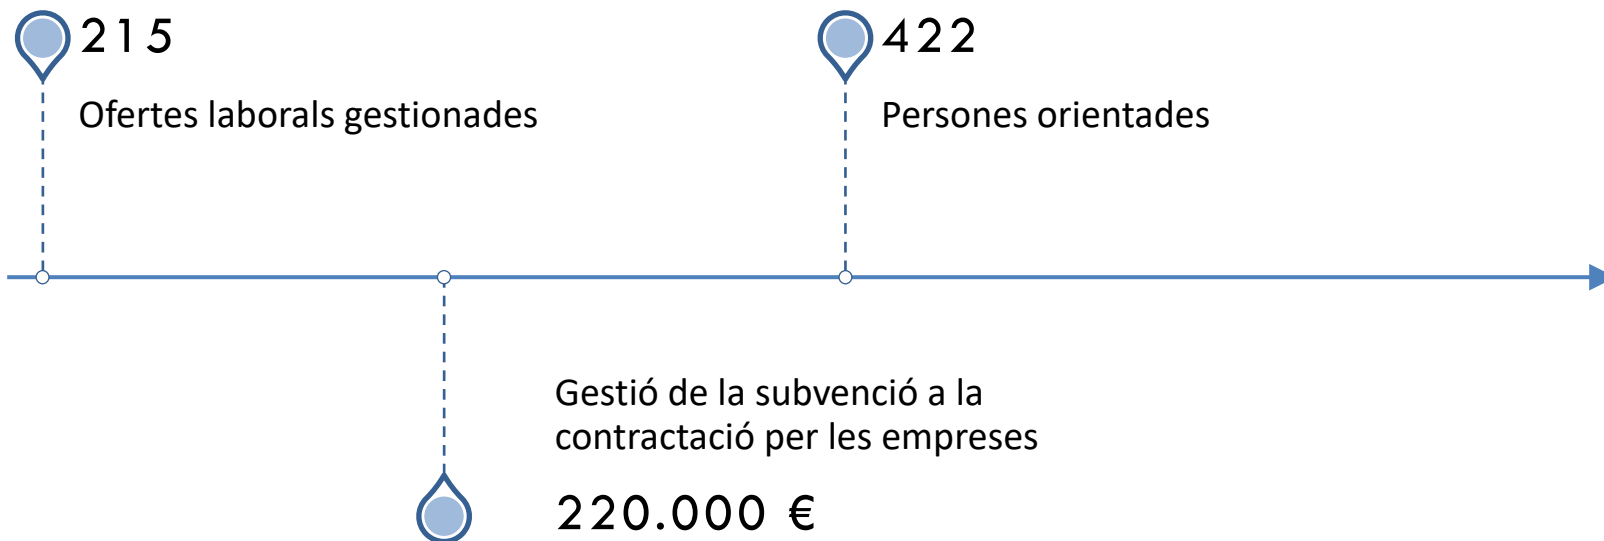 215
Ofertes laborals gestionades
422
Persones orientades
Gestió de la subvenció a la
contractació per les empreses
220.000 €